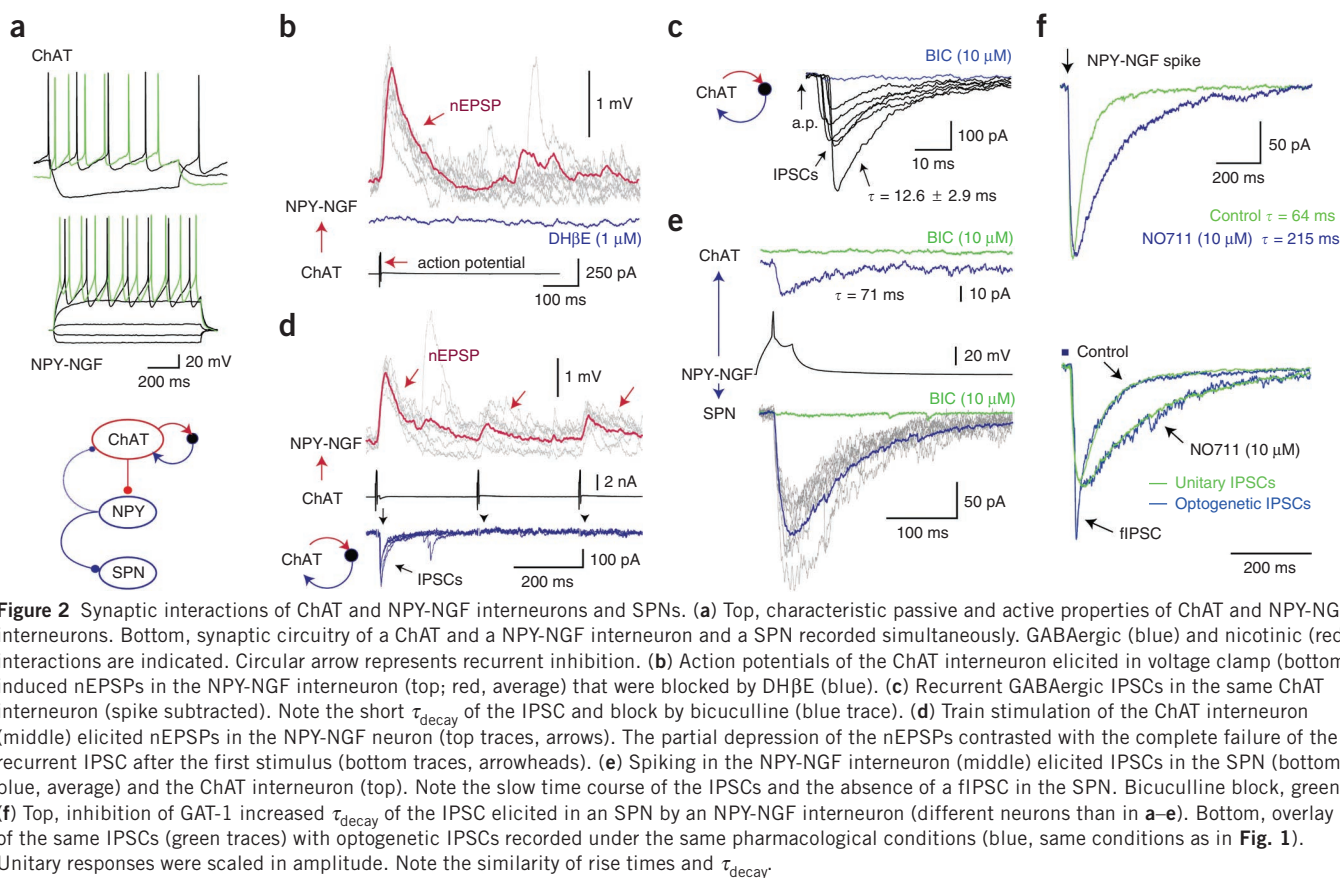 a
ChAT
NPY-NGF
20 mV
200 ms
ChAT
NPY
SPN
b
nEPSP
1 mV
NPY-NGF
DHβE (1 μM)
ChAT
action potential
250 pA
100 ms
c
BIC (10 μM)
ChAT
a.p.
IPSCs
100 pA
10 ms
τ = 12.6 ± 2.9 ms
d
nEPSP
1 mV
NPY-NGF
ChAT
2 nA
ChAT
IPSCs
100 pA
200 ms
e
BIC (10 μM)
ChAT
τ = 71 ms
10 pA
20 mV
NPY-NGF
SPN
BIC (10 μM)
50 pA
100 ms
f
NPY-NGF spike
50 pA
200 ms
Control τ = 64 ms
NO711 (10 μM) τ = 215 ms
Control
NO711 (10 μM)
Unitary IPSCs
Optogenetic IPSCs
fIPSC
200 ms
Figure 2 Synaptic interactions of ChAT and NPY-NGF interneurons and SPNs. (a) Top, characteristic passive and active properties of ChAT and NPY-NG
interneurons. Bottom, synaptic circuitry of a ChAT and a NPY-NGF interneuron and a SPN recorded simultaneously. GABAergic (blue) and nicotinic (red
interactions are indicated. Circular arrow represents recurrent inhibition. (b) Action potentials of the ChAT interneuron elicited in voltage clamp (bottom
induced nEPSPs in the NPY-NGF interneuron (top; red, average) that were blocked by DHβE (blue). (c) Recurrent GABAergic IPSCs in the same ChAT
interneuron (spike subtracted). Note the short τdecay of the IPSC and block by bicuculline (blue trace). (d) Train stimulation of the ChAT interneuron
(middle) elicited nEPSPs in the NPY-NGF neuron (top traces, arrows). The partial depression of the nEPSPs contrasted with the complete failure of the
recurrent IPSC after the first stimulus (bottom traces, arrowheads). (e) Spiking in the NPY-NGF interneuron (middle) elicited IPSCs in the SPN (bottom
blue, average) and the ChAT interneuron (top). Note the slow time course of the IPSCs and the absence of a fIPSC in the SPN. Bicuculline block, green
(f) Top, inhibition of GAT-1 increased τdecay of the IPSC elicited in an SPN by an NPY-NGF interneuron (different neurons than in a–e). Bottom, overlay
of the same IPSCs (green traces) with optogenetic IPSCs recorded under the same pharmacological conditions (blue, same conditions as in Fig. 1).
Unitary responses were scaled in amplitude. Note the similarity of rise times and τdecay.